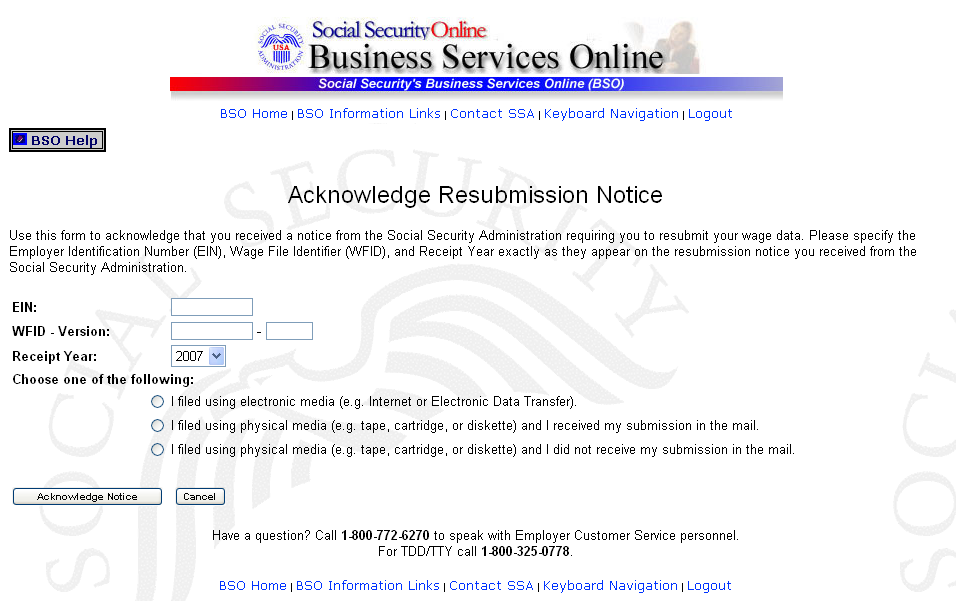 Social Security Online
Business Services Online
SOCIAL SECURITY
USA
ADMINISTRATION
Social Security's Business Services Online (BSO)
BSO Home | BSO Information Links | Contact SSA | Keyboard Navigation | Logout
BSO Help
Acknowledge Resubmission Notice
Use this form to acknowledge that you received a notice from the Social Security Administration requiring you to resubmit your wage data. Please specify the
Employer Identification Number (EIN), Wage File Identifier (WFID), and Receipt Year exactly as they appear on the resubmission notice you received from the
Social Security Administration.
EIN:
WFID - Version: -
Receipt Year: 2007
Choose one of the following:
I filed using electronic media (e.g. Internet or Electronic Data Transfer).
I filed using physical media (e.g. tape, cartridge, or diskette) and I received my submission in the mail.
I filed using physical media (e.g. tape, cartridge, or diskette) and I did not receive my submission in the mail.
Acknowledge Notice Cancel
Have a question? Call 1-800-772-6270 to speak with Employer Customer Service personnel.
For TDD/TTY call 1-800-325-0778.
BSO Home | BSO Information Links | Contact SSA | Keyboard Navigation | Logout
SOCIAL SECURITY